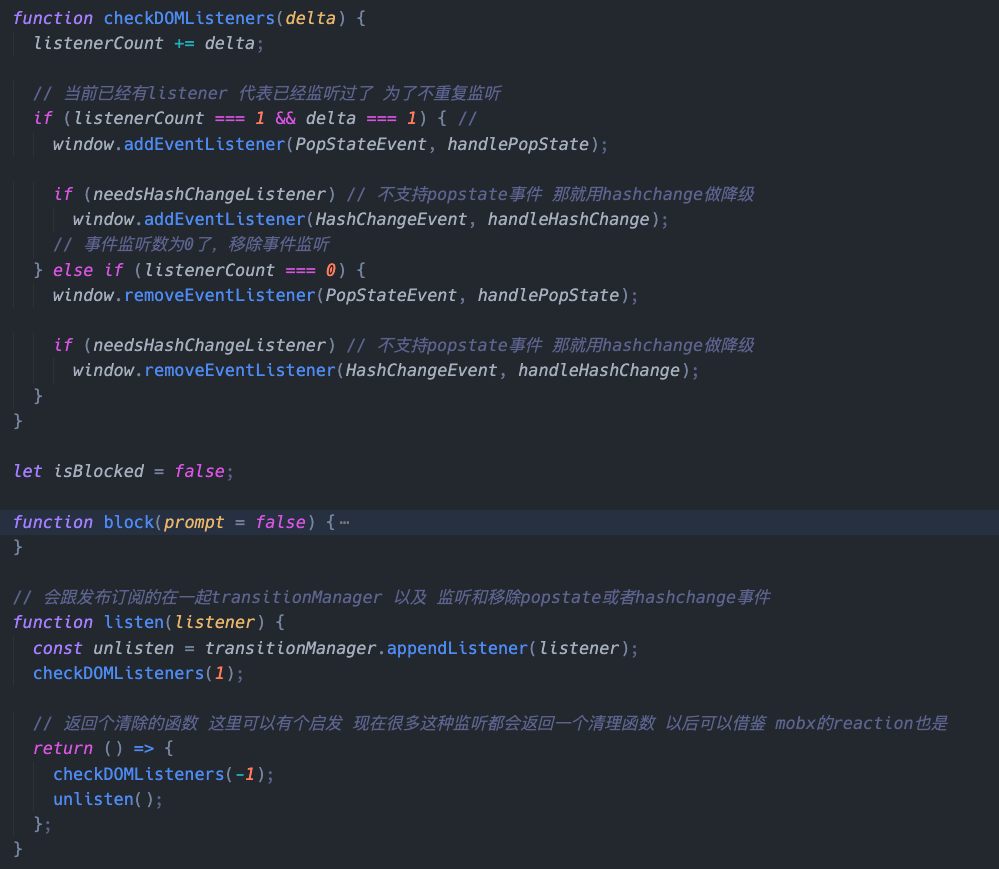 function checkDOMListeners(delta) {
listenerCount += delta;
// 当前已经有listener 代表已经监听过了 为了不重复监听
if (listenerCount === 1 && delta === 1) { //
window.addEventListener(PopStateEvent, handlePopState);
if (needsHashChangeListener) // 不支持popstate事件 那就用hashchange做降级
window.addEventListener(HashChangeEvent, handleHashChange);
// 事件监听数为0了，移除事件监听
} else if (listenerCount === 0) {
window.removeEventListener(PopStateEvent, handlePopState);
if (needsHashChangeListener) // 不支持popstate事件 那就用hashchange做降级
window.removeEventListener(HashChangeEvent, handleHashChange);
}
}
let isBlocked = false;
function block(prompt = false) {⋯
}
// 会跟发布订阅的在一起transitionManager 以及 监听和移除popstate或者hashchange事件
function listen(listener) {
const unlisten = transitionManager.appendListener(listener);
checkDOMListeners(1);
// 返回个清除的函数 这里可以有个启发 现在很多这种监听都会返回一个清理函数 以后可以借鉴 mobx的reaction也是
return () => {
checkDOMListeners(-1);
unlisten();
};
}